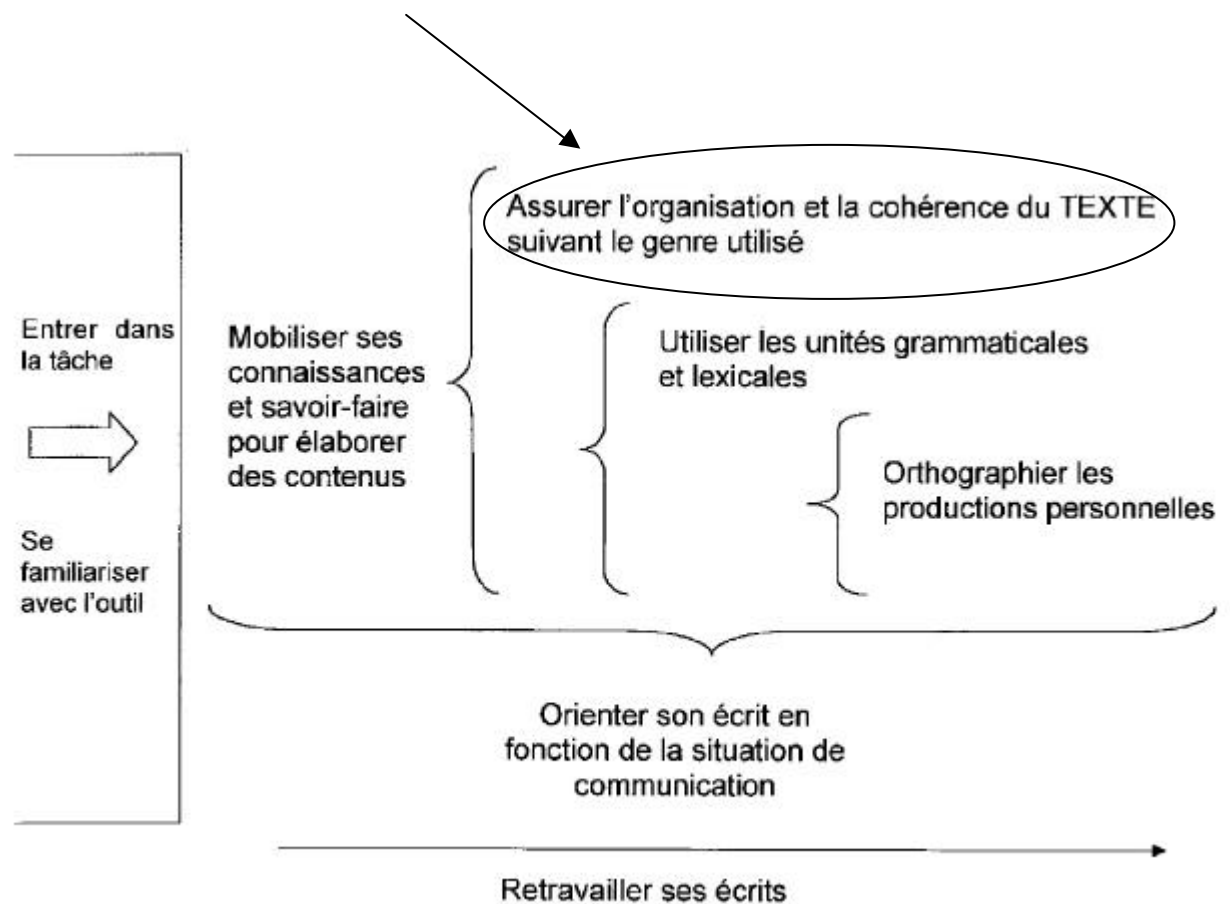 Assurer l'organisation et la cohérence du TEXTE
suivant le genre utilisé
Entrer dans
la tâche
Mobiliser ses
connaissances
et savoir-faire
pour élaborer
des contenus
Utiliser les unités grammaticales
et lexicales
Orthographier les
productions personnelles
Se
familiariser
avec l'outil
Orienter son écrit en
fonction de la situation de
communication
Retravailler ses écrits